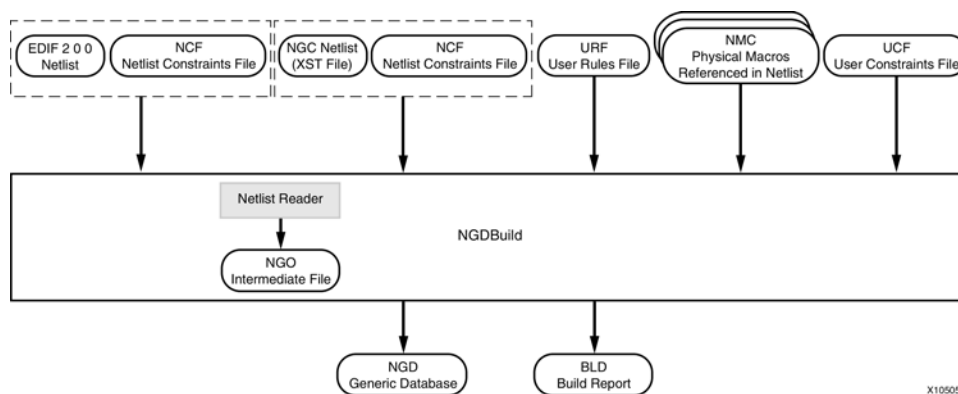 EDIF 2 0 0
Netlist
NCF
Netlist Constraints File
NGC Netlist
(XST File)
NCF
Netlist Constraints File
URF
User Rules File
NMC
Physical Macros
Referenced in Netlist
UCF
User Constraints File
Netlist Reader
NGDBuild
NGO
Intermediate File
NGD
Generic Database
BLD
Build Report
X10505